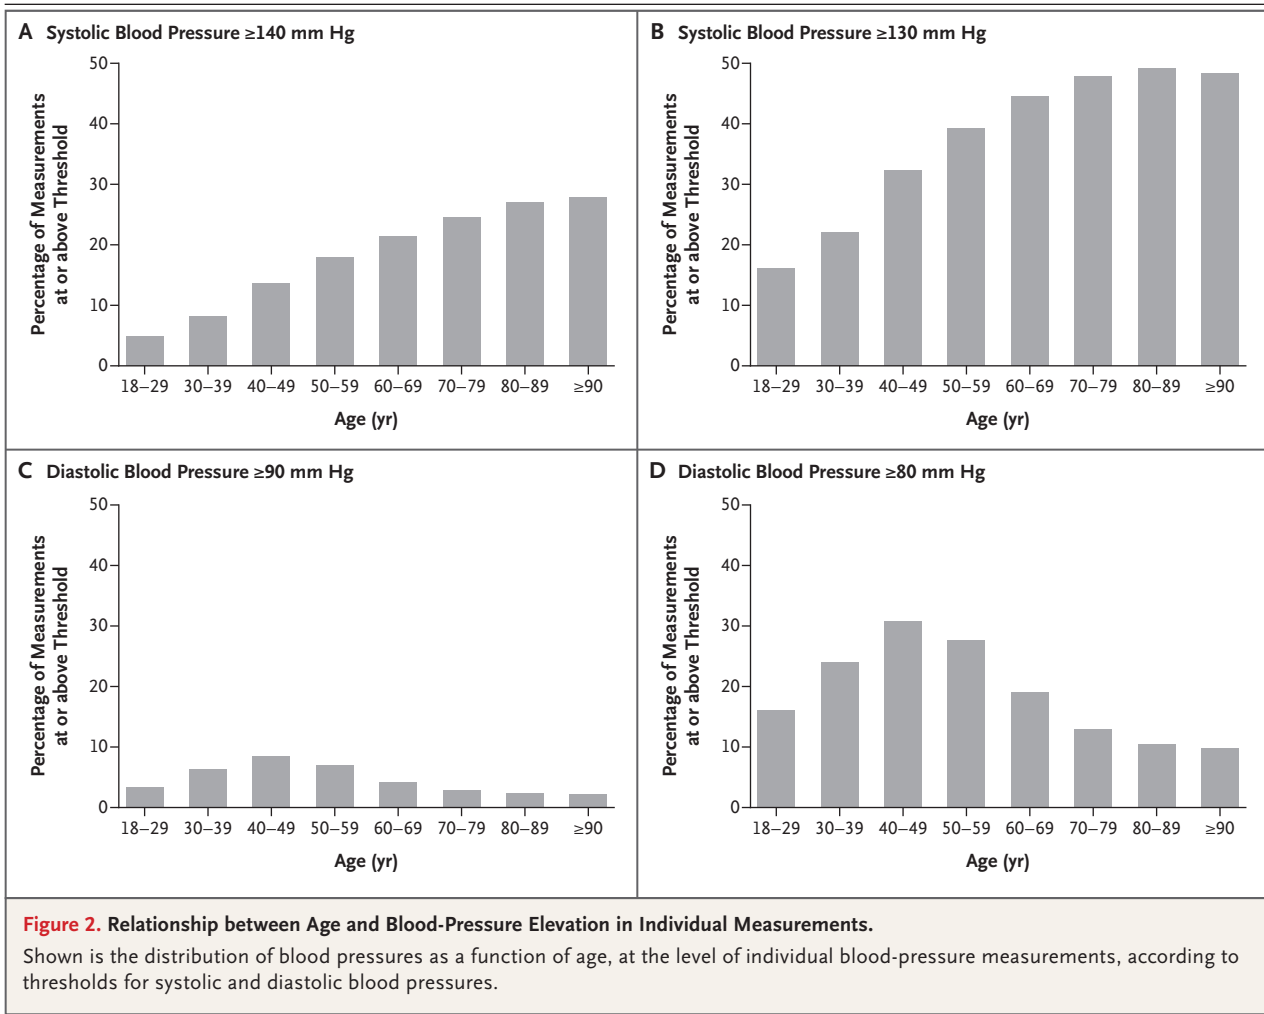 A Systolic Blood Pressure ≥140 mm Hg
Percentage of Measurements
at or above Threshold
50
40
30
20
10
0
18–29 30–39 40–49 50–59 60–69 70–79 80–89 ≥90
Age (yr)
B Systolic Blood Pressure ≥130 mm Hg
Percentage of Measurements
at or above Threshold
50
40
30
20
10
0
18–29 30–39 40–49 50–59 60–69 70–79 80–89 ≥90
Age (yr)
C Diastolic Blood Pressure ≥90 mm Hg
Percentage of Measurements
at or above Threshold
50
40
30
20
10
0
18–29 30–39 40–49 50–59 60–69 70–79 80–89 ≥90
Age (yr)
D Diastolic Blood Pressure ≥80 mm Hg
Percentage of Measurements
at or above Threshold
50
40
30
20
10
0
18–29 30–39 40–49 50–59 60–69 70–79 80–89 ≥90
Age (yr)
Figure 2. Relationship between Age and Blood-Pressure Elevation in Individual Measurements.
Shown is the distribution of blood pressures as a function of age, at the level of individual blood-pressure measurements, according to
thresholds for systolic and diastolic blood pressures.